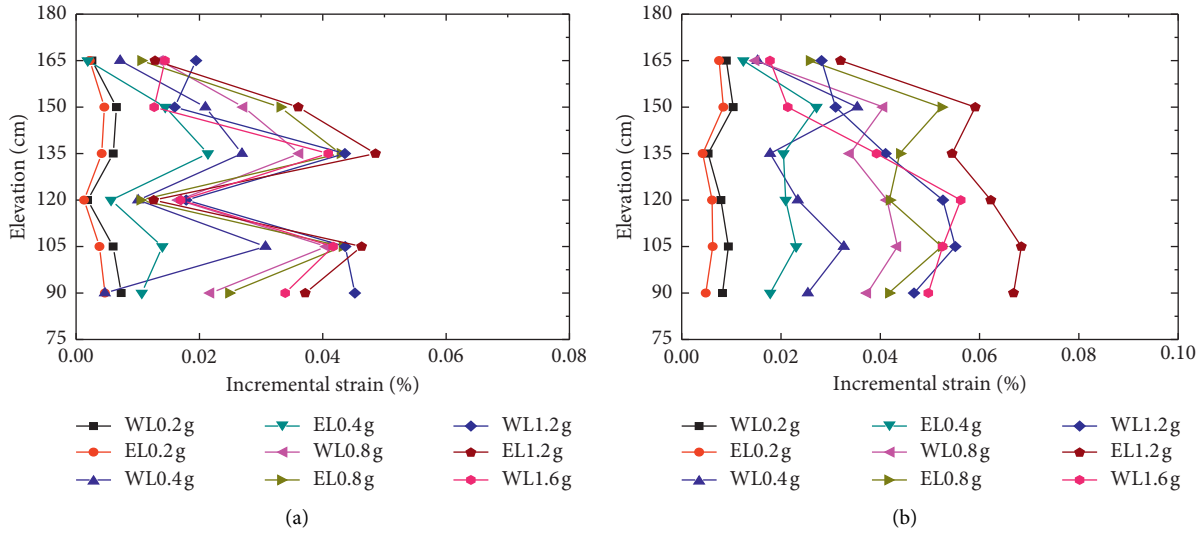 180
165
150
135
120
105
90
75
Elevation (cm)
0.00 0.02 0.04 0.06 0.08
Incremental strain (%)
WL0.2g EL0.4g WL1.2g
EL0.2g WL0.8g EL1.2g
WL0.4g EL0.8g WL1.6g
(a)
180
165
150
135
120
105
90
75
Elevation (cm)
0.00 0.02 0.04 0.06 0.08 0.10
Incremental strain (%)
WL0.2g EL0.4g WL1.2g
EL0.2g WL0.8g EL1.2g
WL0.4g EL0.8g WL1.6g
(b)